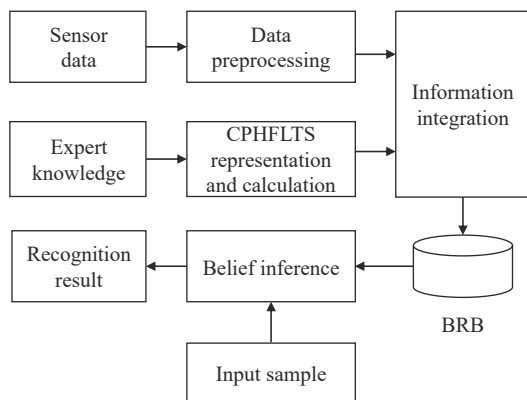 Sensor
data
Data
preprocessing
Information
integration
Expert
knowledge
CPHFLTS
representation
and calculation
Recognition
result
Belief inference
BRB
Input sample